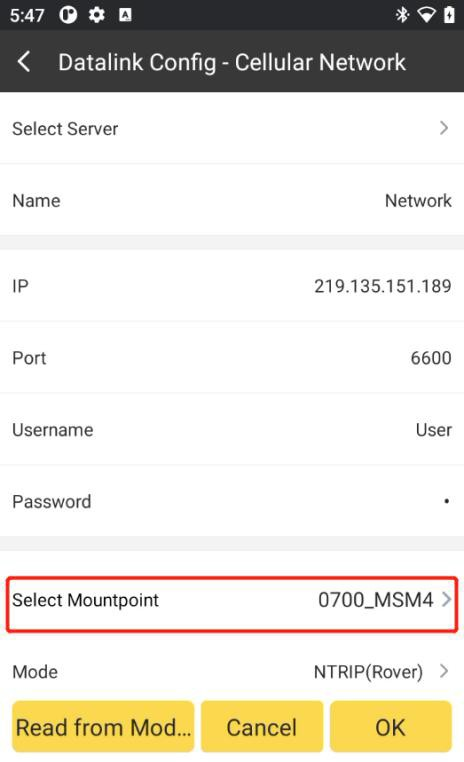 5:47
Datalink Config - Cellular Network
Select Server
Name Network
IP 219.135.151.189
Port 6600
Username User
Password •
Select Mountpoint 0700_MSM4
Mode NTRIP(Rover)
Read from Mod... Cancel OK